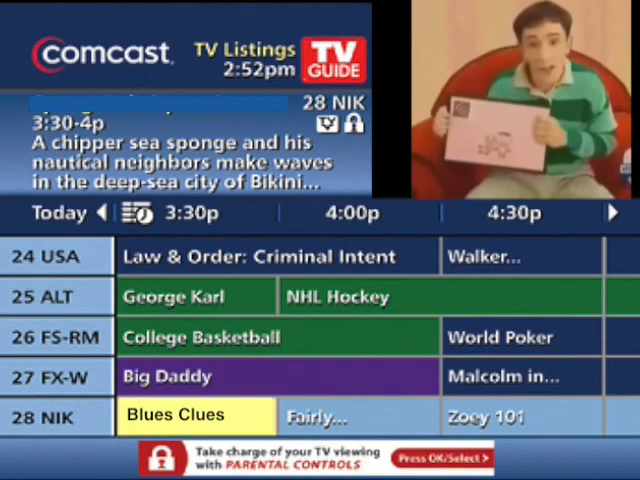 comcast.
TV Listings
2:52pm
TV
GUIDE
28 NIK
3:30-4p
A chipper sea sponge and his
nautical neighbors make waves
in the deep-sea city of Bikini...
Today 3:30p 4:00p 4:30p
24 USA Law & Order: Criminal Intent Walker...
25 ALT George Karl NHL Hockey
26 FS-RM College Basketball World Poker
27 FX-W Big Daddy Malcolm in...
28 NIK Blues Clues Fairly... Zoey 101
Take charge of your TV viewing
with PARENTAL CONTROLS
Press OK/Select >